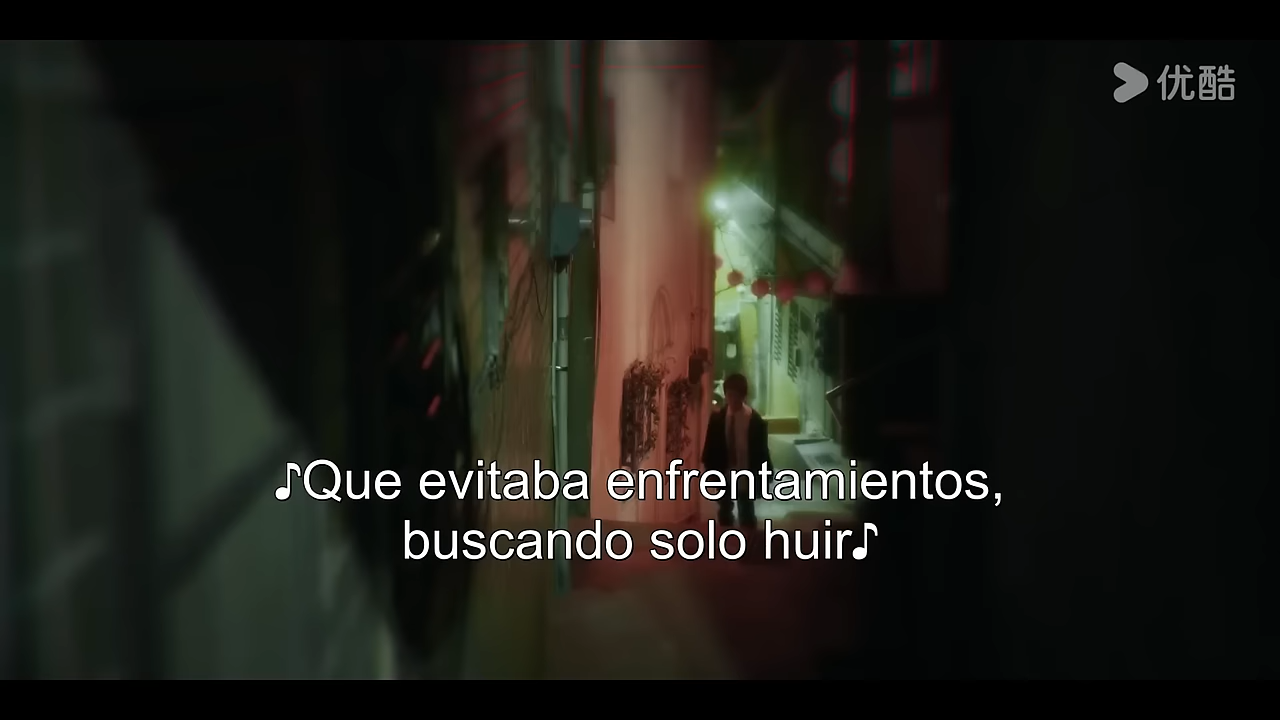 优酷
♪Que evitaba enfrentamientos,
buscando solo huir♪